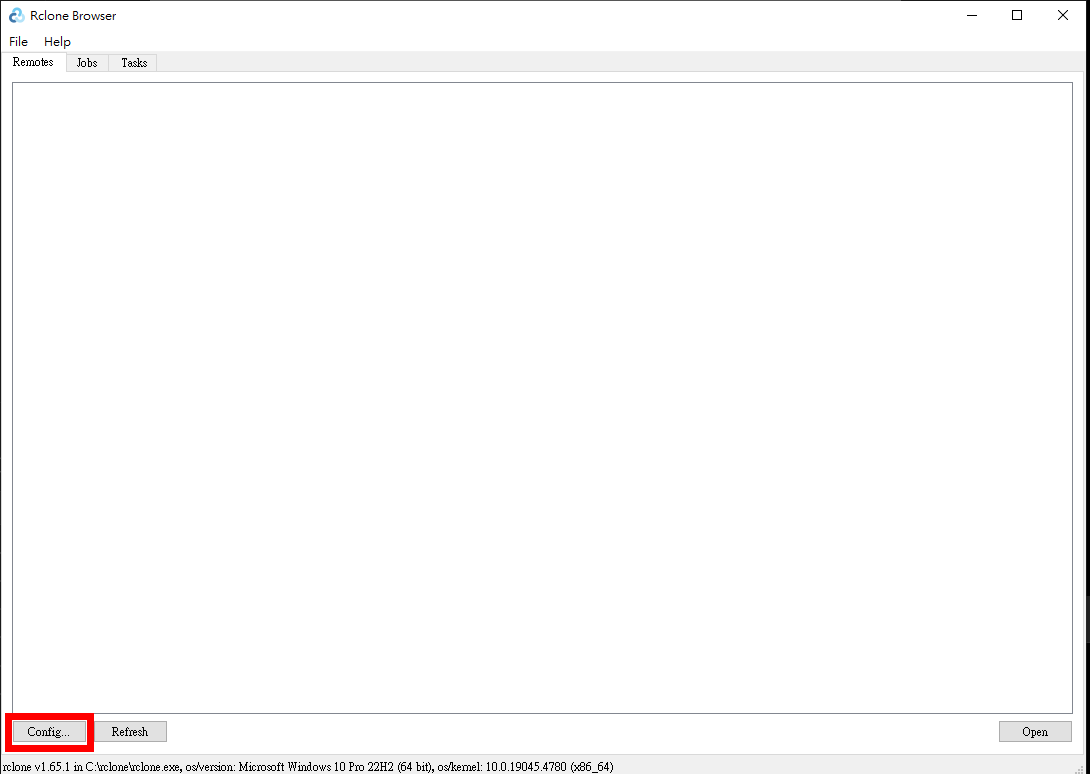 Rclone Browser
File Help
Remotes Jobs Tasks
Config... Refresh Open
rclone v1.65.1 in C:\rclone\rclone.exe, os/version: Microsoft Windows 10 Pro 22H2 (64 bit), os/kernel: 10.0.19045.4780 (x86_64)